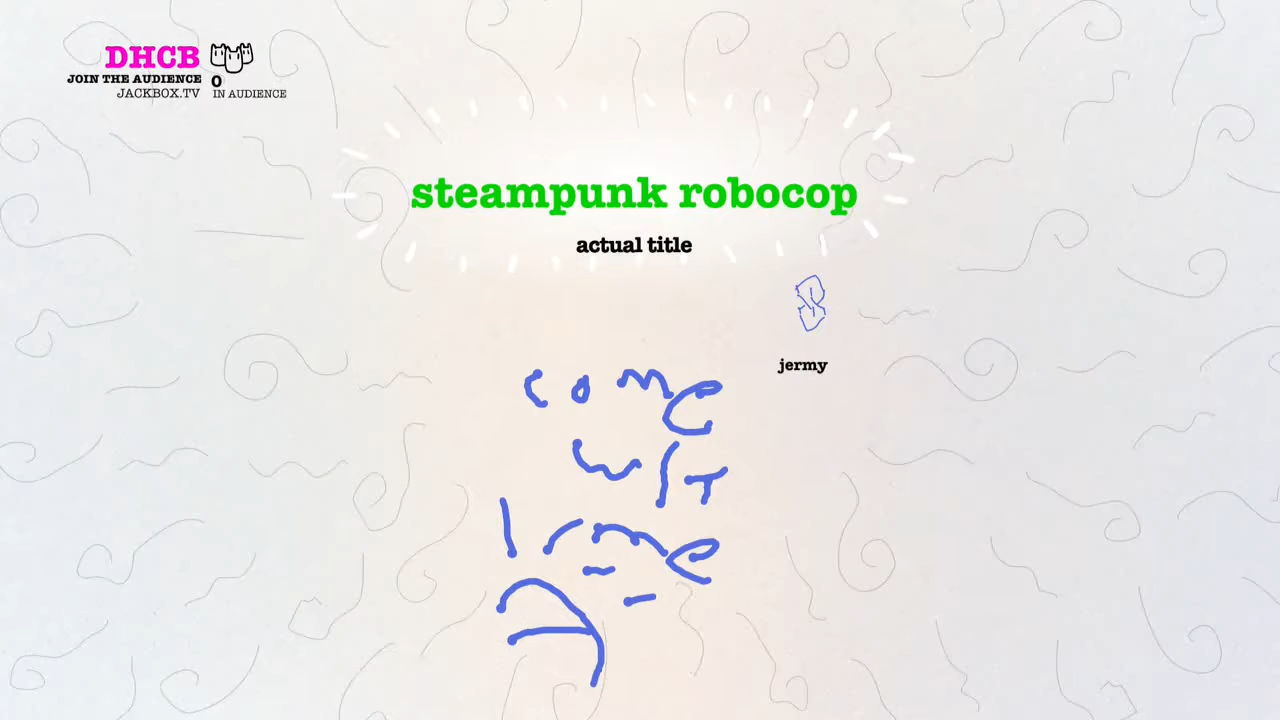 DHCB
JOIN THE AUDIENCE
JACKBOX.TV
0
IN AUDIENCE
steampunk robocop
actual title
jermy
come
wit
me